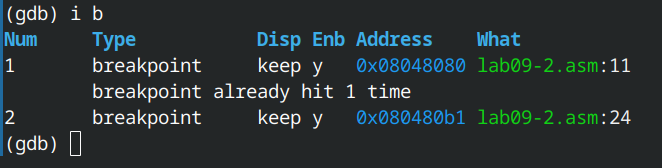 (gdb) i b
Num     Type           Disp Enb Address    What
1       breakpoint     keep y   0x08048080 lab09-2.asm:11
        breakpoint already hit 1 time
2       breakpoint     keep y   0x080480b1 lab09-2.asm:24
(gdb)